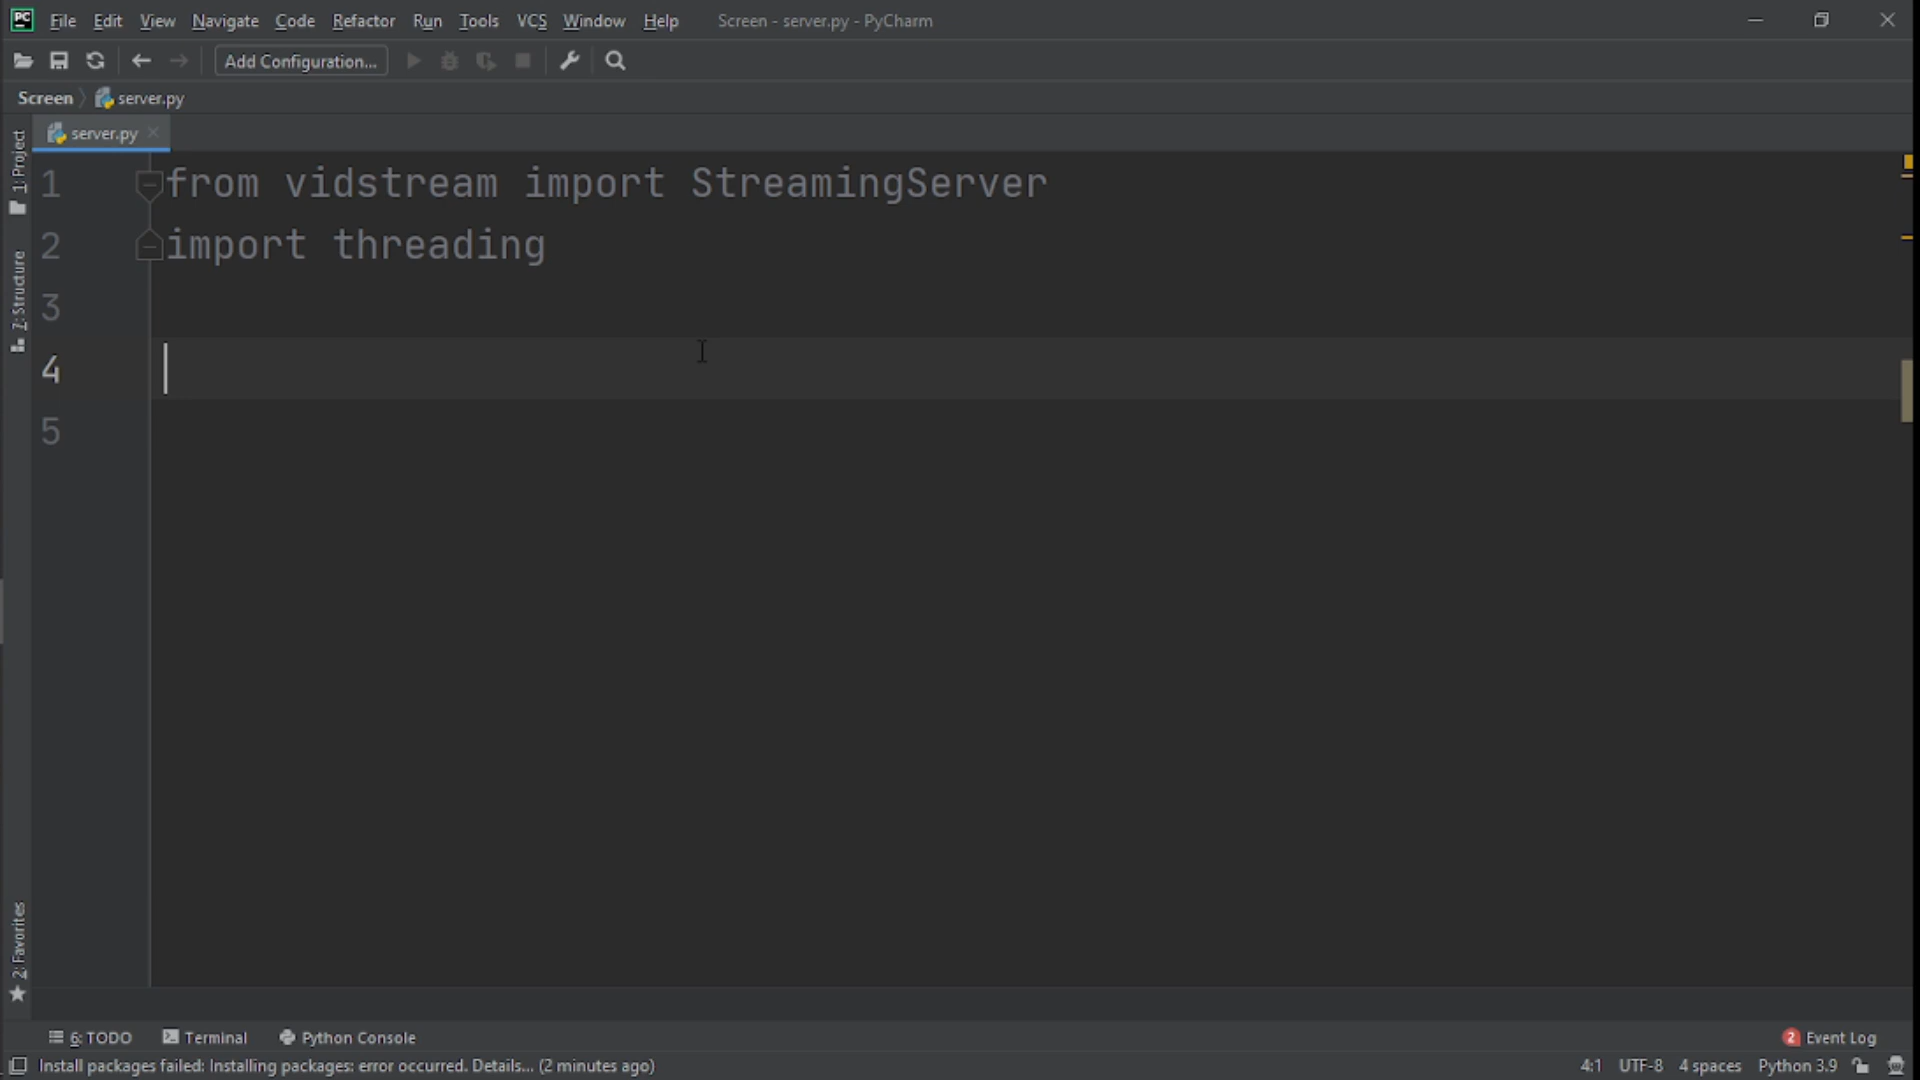 PC File Edit View Navigate Code Refactor Run Tools VCS Window Help Screen - server.py - PyCharm
Add Configuration...
Screen server.py
server.py
1: Project
7: Structure
2: Favorites
1 from vidstream import StreamingServer
2 import threading
3
4
5
6: TODO Terminal Python Console 2 Event Log
Install packages failed: Installing packages: error occurred. Details... (2 minutes ago) 4:1 UTF-8 4 spaces Python 3.9